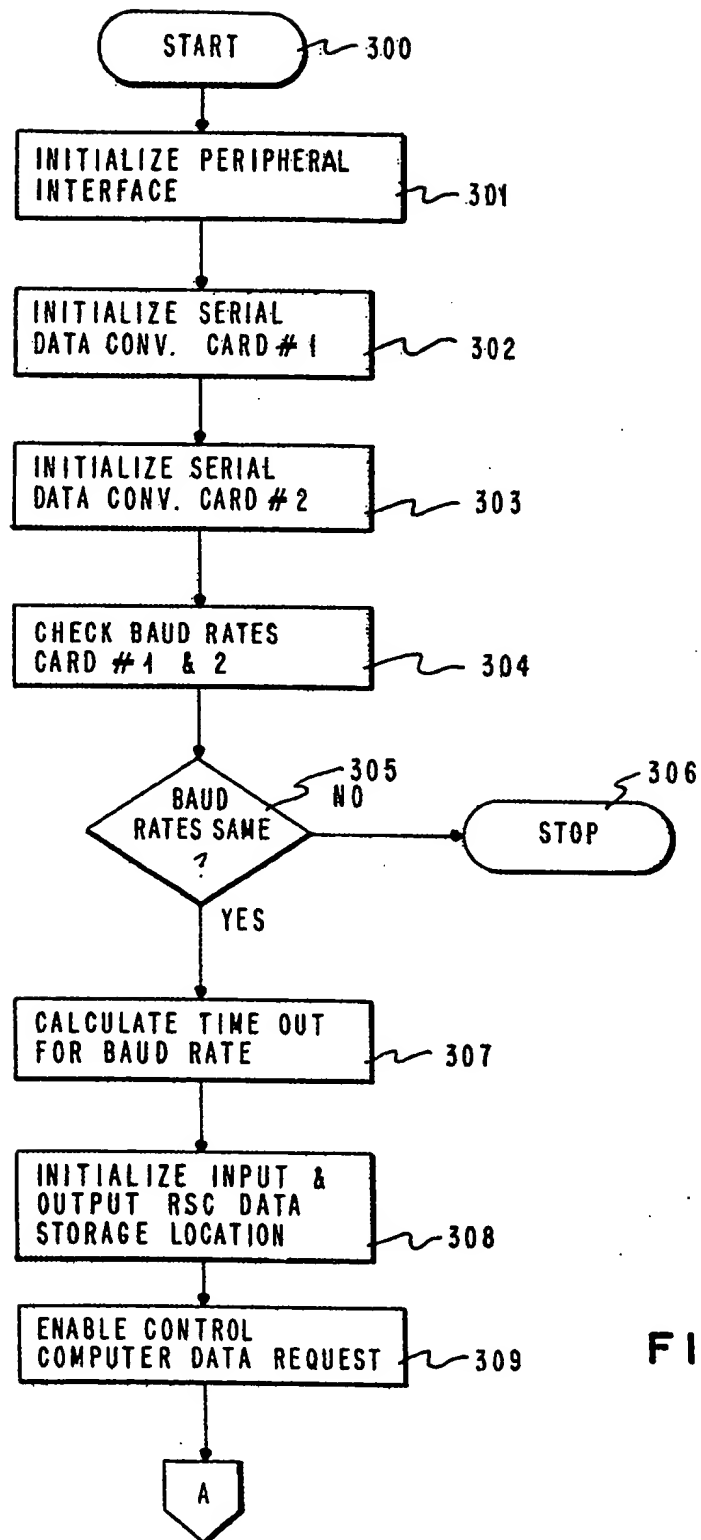 START
300
INITIALIZE PERIPHERAL
INTERFACE
301
INITIALIZE SERIAL
DATA CONV. CARD # 1
302
INITIALIZE SERIAL
DATA CONV. CARD # 2
303
CHECK BAUD RATES
CARD # 1 & 2
304
305
BAUD
RATES SAME
?
NO
306
STOP
YES
CALCULATE TIME OUT
FOR BAUD RATE
307
INITIALIZE INPUT &
OUTPUT RSC DATA
STORAGE LOCATION
308
ENABLE CONTROL
COMPUTER DATA REQUEST
309
FI
A